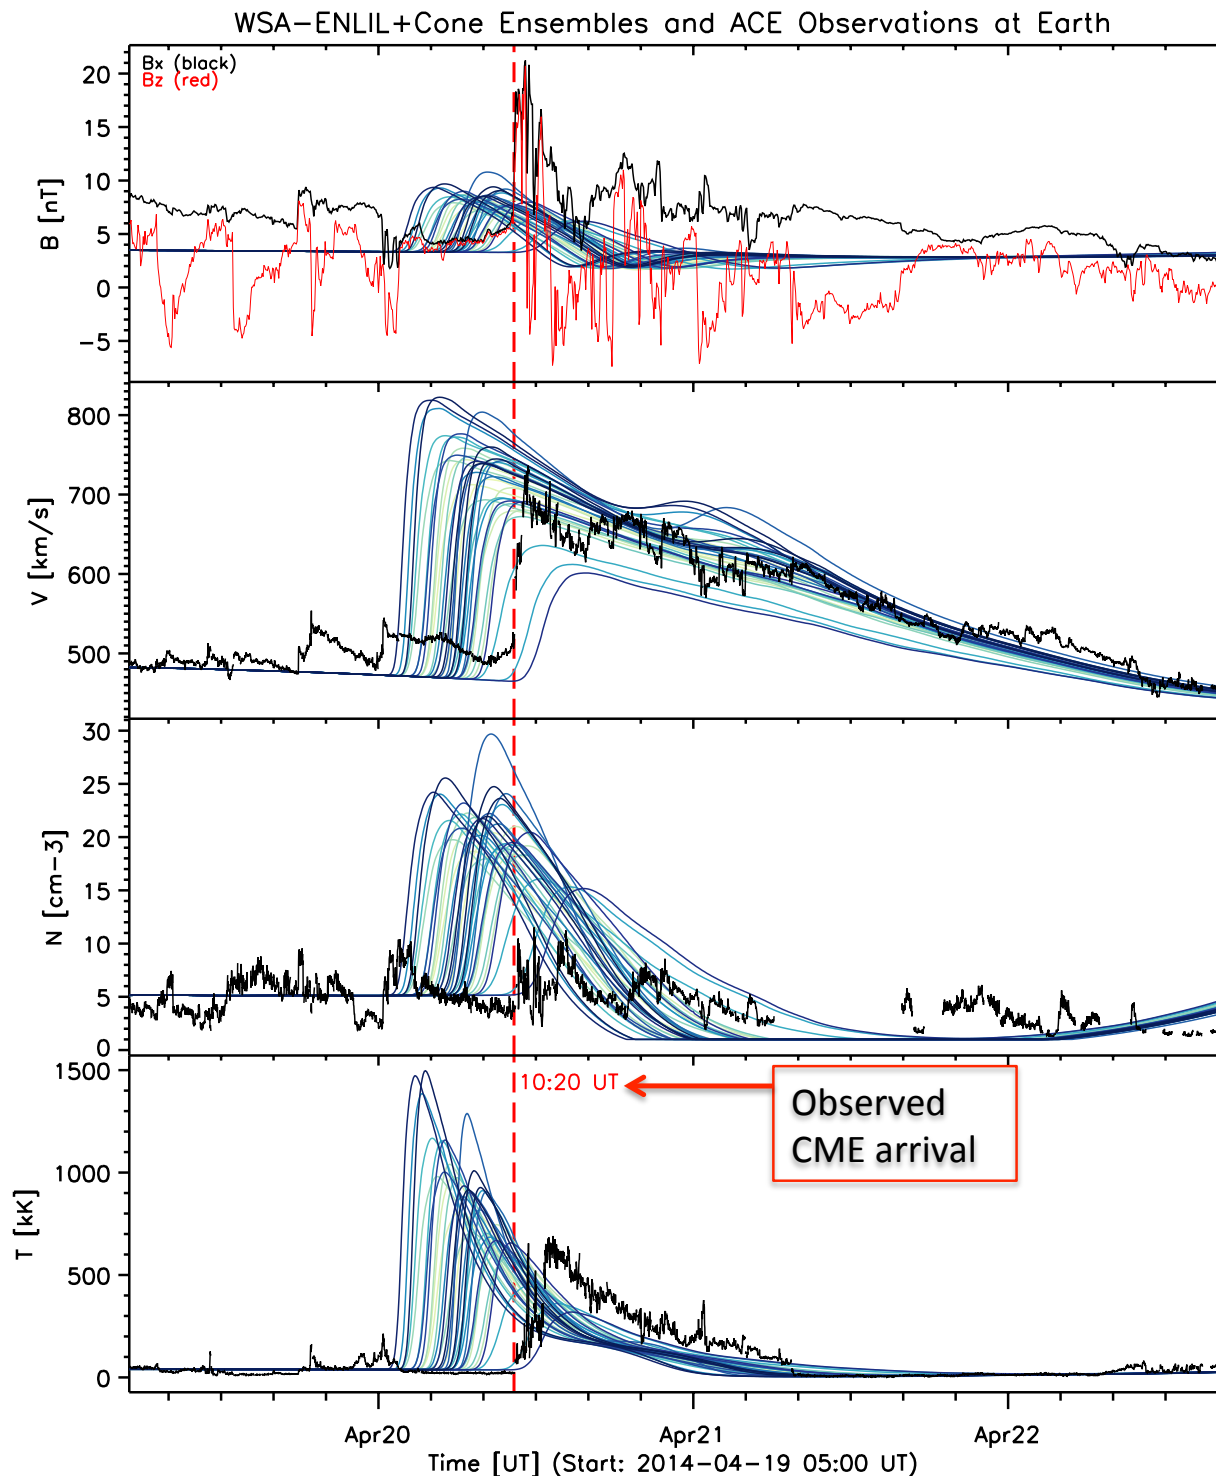 WSA-ENLIL+Cone Ensembles and ACE Observations at Earth
Bx (black)
Bz (red)
20
15
10
5
0
-5
B [nT]
800
700
600
500
V [km/s]
30
25
20
15
10
5
0
N [cm-3]
1500
1000
500
0
T [kK]
10:20 UT
Observed
CME arrival
Apr20 Apr21 Apr22
Time [UT] (Start: 2014-04-19 05:00 UT)